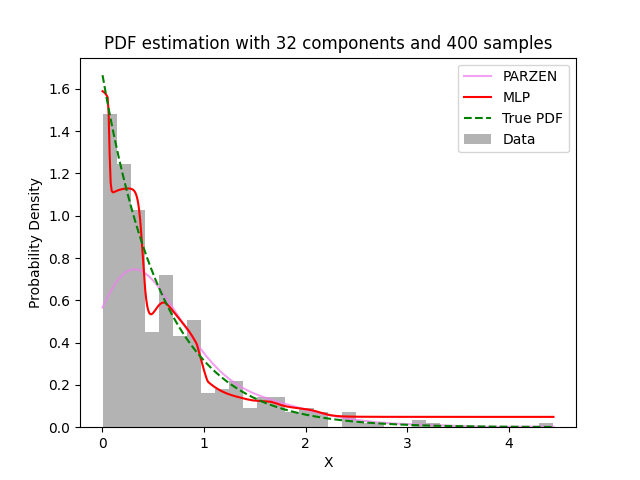 PDF estimation with 32 components and 400 samples
PARZEN
MLP
True PDF
Data
Probability Density
1.6
1.4
1.2
1.0
0.8
0.6
0.4
0.2
0.0
0 1 2 3 4
X